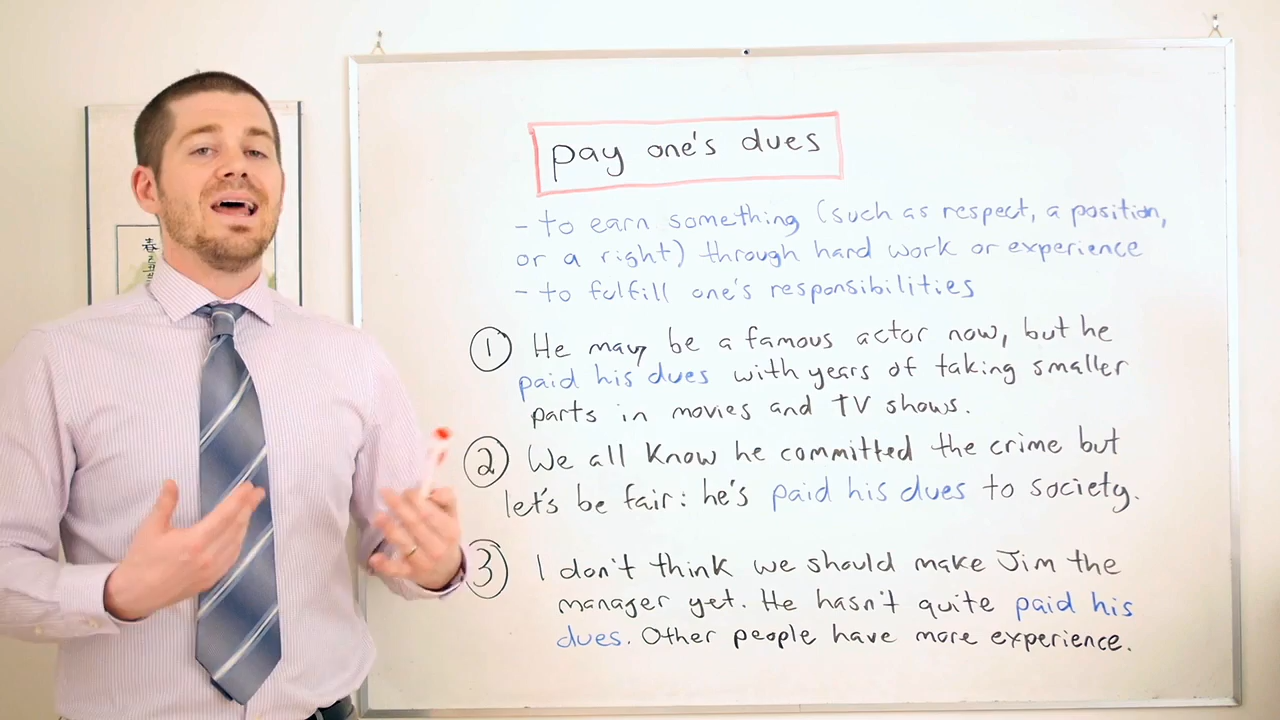 春
pay one's dues
- to earn something (such as respect, a position,
or a right) through hard work or experience
- to fulfill one's responsibilities
1 He may be a famous actor now, but he
paid his dues with years of taking smaller
parts in movies and TV shows.
2 We all know he committed the crime but
let's be fair: he's paid his dues to society.
3 I don't think we should make Jim the
manager yet. He hasn't quite paid his
dues. Other people have more experience.